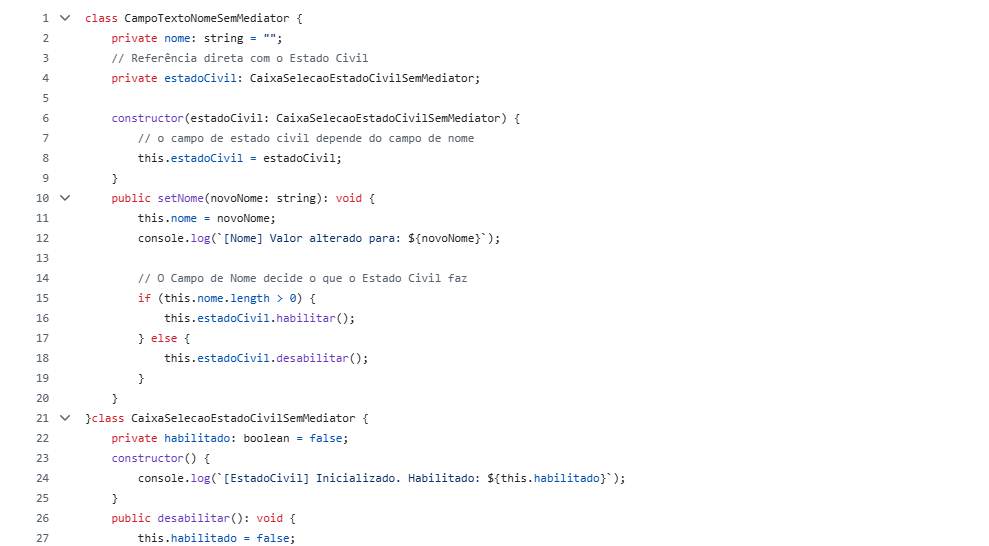 1 class CampoTextoNomeSemMediator {
2 private nome: string = "";
3 // Referência direta com o Estado Civil
4 private estadoCivil: CaixaSelecaoEstadoCivilSemMediator;
5
6 constructor(estadoCivil: CaixaSelecaoEstadoCivilSemMediator) {
7 // o campo de estado civil depende do campo de nome
8 this.estadoCivil = estadoCivil;
9 }
10 public setNome(novoNome: string): void {
11 this.nome = novoNome;
12 console.log(`[Nome] Valor alterado para: ${novoNome}`);
13
14 // O Campo de Nome decide o que o Estado Civil faz
15 if (this.nome.length > 0) {
16 this.estadoCivil.habilitar();
17 } else {
18 this.estadoCivil.desabilitar();
19 }
20 }
21 }class CaixaSelecaoEstadoCivilSemMediator {
22 private habilitado: boolean = false;
23 constructor() {
24 console.log(`[EstadoCivil] Inicializado. Habilitado: ${this.habilitado}`);
25 }
26 public desabilitar(): void {
27 this.habilitado = false;